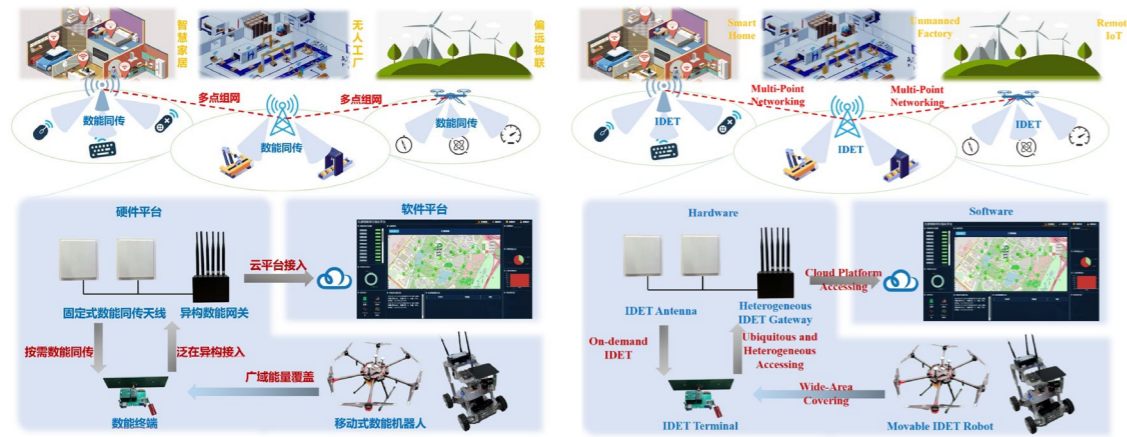 智慧家居
无人工厂
偏远物联
多点组网
多点组网
数能同传
数能同传
数能同传
硬件平台
软件平台
云平台接入
固定式数能同传天线
异构数能网关
按需数能同传
泛在异构接入
广域能量覆盖
数能终端
移动式数能机器人
Smart
Home
Unmanned
Factory
Remot
IoT
Multi-Point
Networking
Multi-Point
Networking
IDET
IDET
IDET
Hardware
Software
Cloud Platform
Accessing
IDET Antenna
Heterogeneous
IDET Gateway
On-demand
IDET
Ubiquitous and
Heterogeneous
Accessing
Wide-Area
Covering
IDET Terminal
Movable IDET Robot